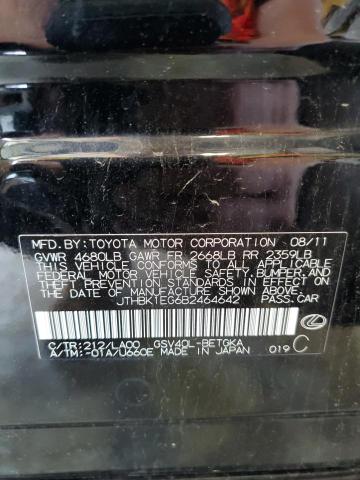 MFD.BY:TOYOTA MOTOR CORPORATION 08/11
GVWR 4680LB GAWR FR 2668LB RR 2359LB
THIS VEHICLE CONFORMS TO ALL APPLICABLE
FEDERAL MOTOR VEHICLE SAFETY,BUMPER,AND
THEFT PREVENTION STANDARDS IN EFFECT
ON THE DATE OF MANUFACTURE SHOWN ABOVE.
JTHBK1EG6B2464642 PASS.CAR
C/TR:212/LA00 GSV40L-BETGKA
A/TM:-01A/U660E MADE IN JAPAN 019 C